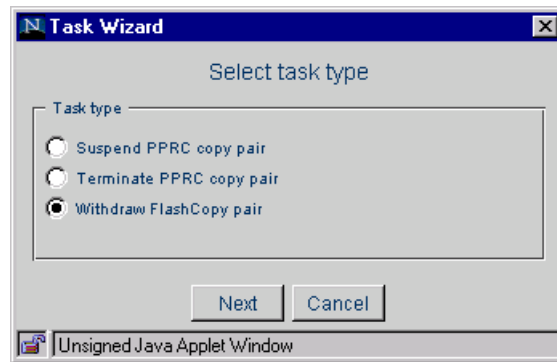 N Task Wizard
Select task type
Task type
Suspend PPRC copy pair
Terminate PPRC copy pair
Withdraw FlashCopy pair
Next Cancel
Unsigned Java Applet Window